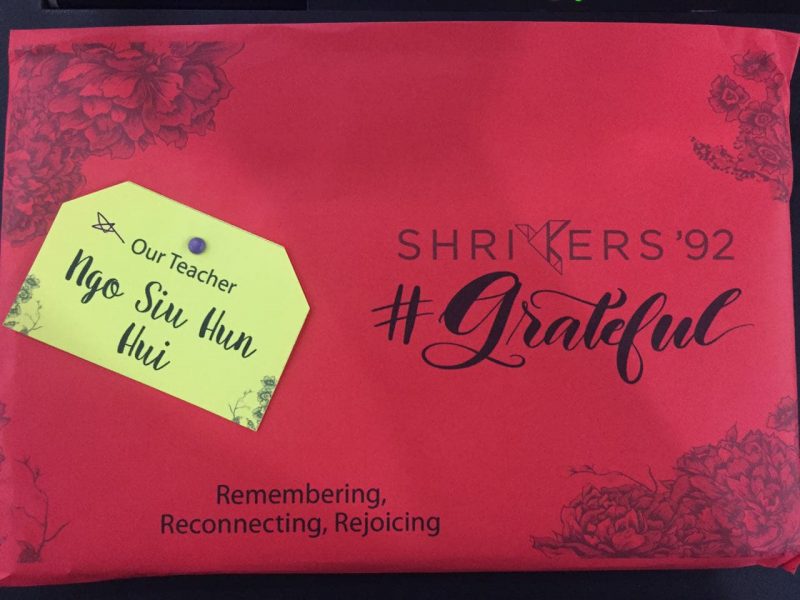 Our Teacher
Ngo Siu Hun
Hui
SHRIKERS '92
#Grateful
Remembering,
Reconnecting, Rejoicing